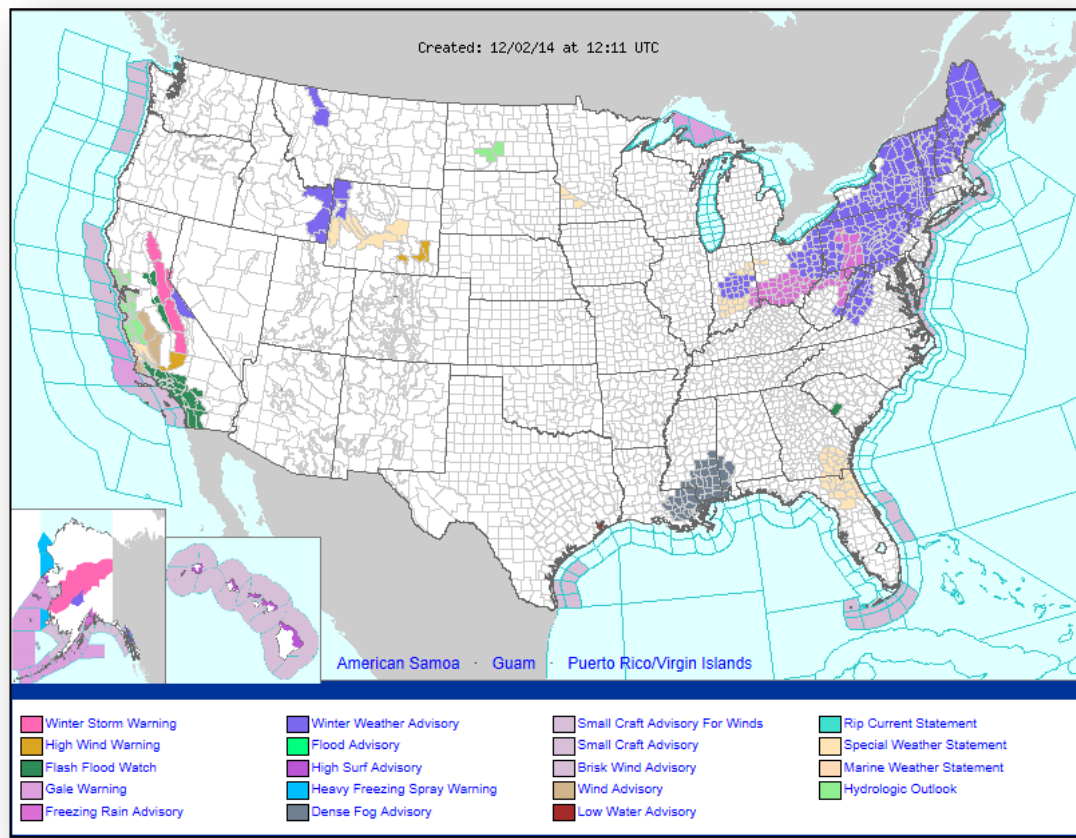 Created: 12/02/14 at 12:11 UTC
American Samoa · Guam · Puerto Rico/Virgin Islands
Winter Storm Warning
High Wind Warning
Flash Flood Watch
Gale Warning
Freezing Rain Advisory
Winter Weather Advisory
Flood Advisory
High Surf Advisory
Heavy Freezing Spray Warning
Dense Fog Advisory
Small Craft Advisory For Winds
Small Craft Advisory
Brisk Wind Advisory
Wind Advisory
Low Water Advisory
Rip Current Statement
Special Weather Statement
Marine Weather Statement
Hydrologic Outlook